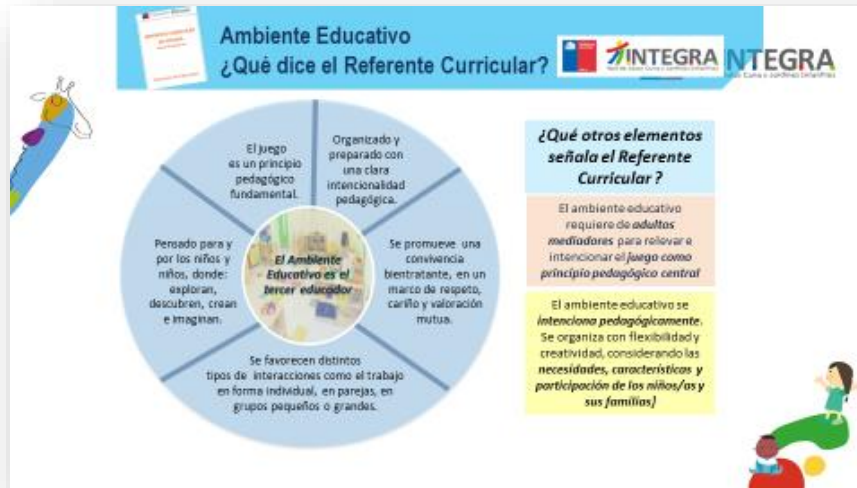 Ambiente Educativo
¿Qué dice el Referente Curricular?
INTEGRA
NTEGRA
El juego
es un principio
pedagógico
fundamental.
Organizado y
preparado con
una clara
intencionalidad
pedagógica.
Pensado para y
por los niños y
niños, donde:
exploran,
descubren, crean
e imaginan.
El Ambiente
Educativo es el
tercer educador
Se promueve una
convivencia
bientratante, en un
marco de respeto,
cariño y valoración
mutua.
Se favorecen distintos
tipos de interacciones como el trabajo
en forma individual, en parejas, en
grupos pequeños o grandes.
¿Qué otros elementos
señala el Referente
Curricular ?
El ambiente educativo
requiere de adultos
mediadores para relevar e
intencionar el juego como
principio pedagógico central
El ambiente educativo se
intenciona pedagógicamente.
Se organiza con flexibilidad y
creatividad, considerando las
necesidades, características y
participación de los niños/as y
sus familias]